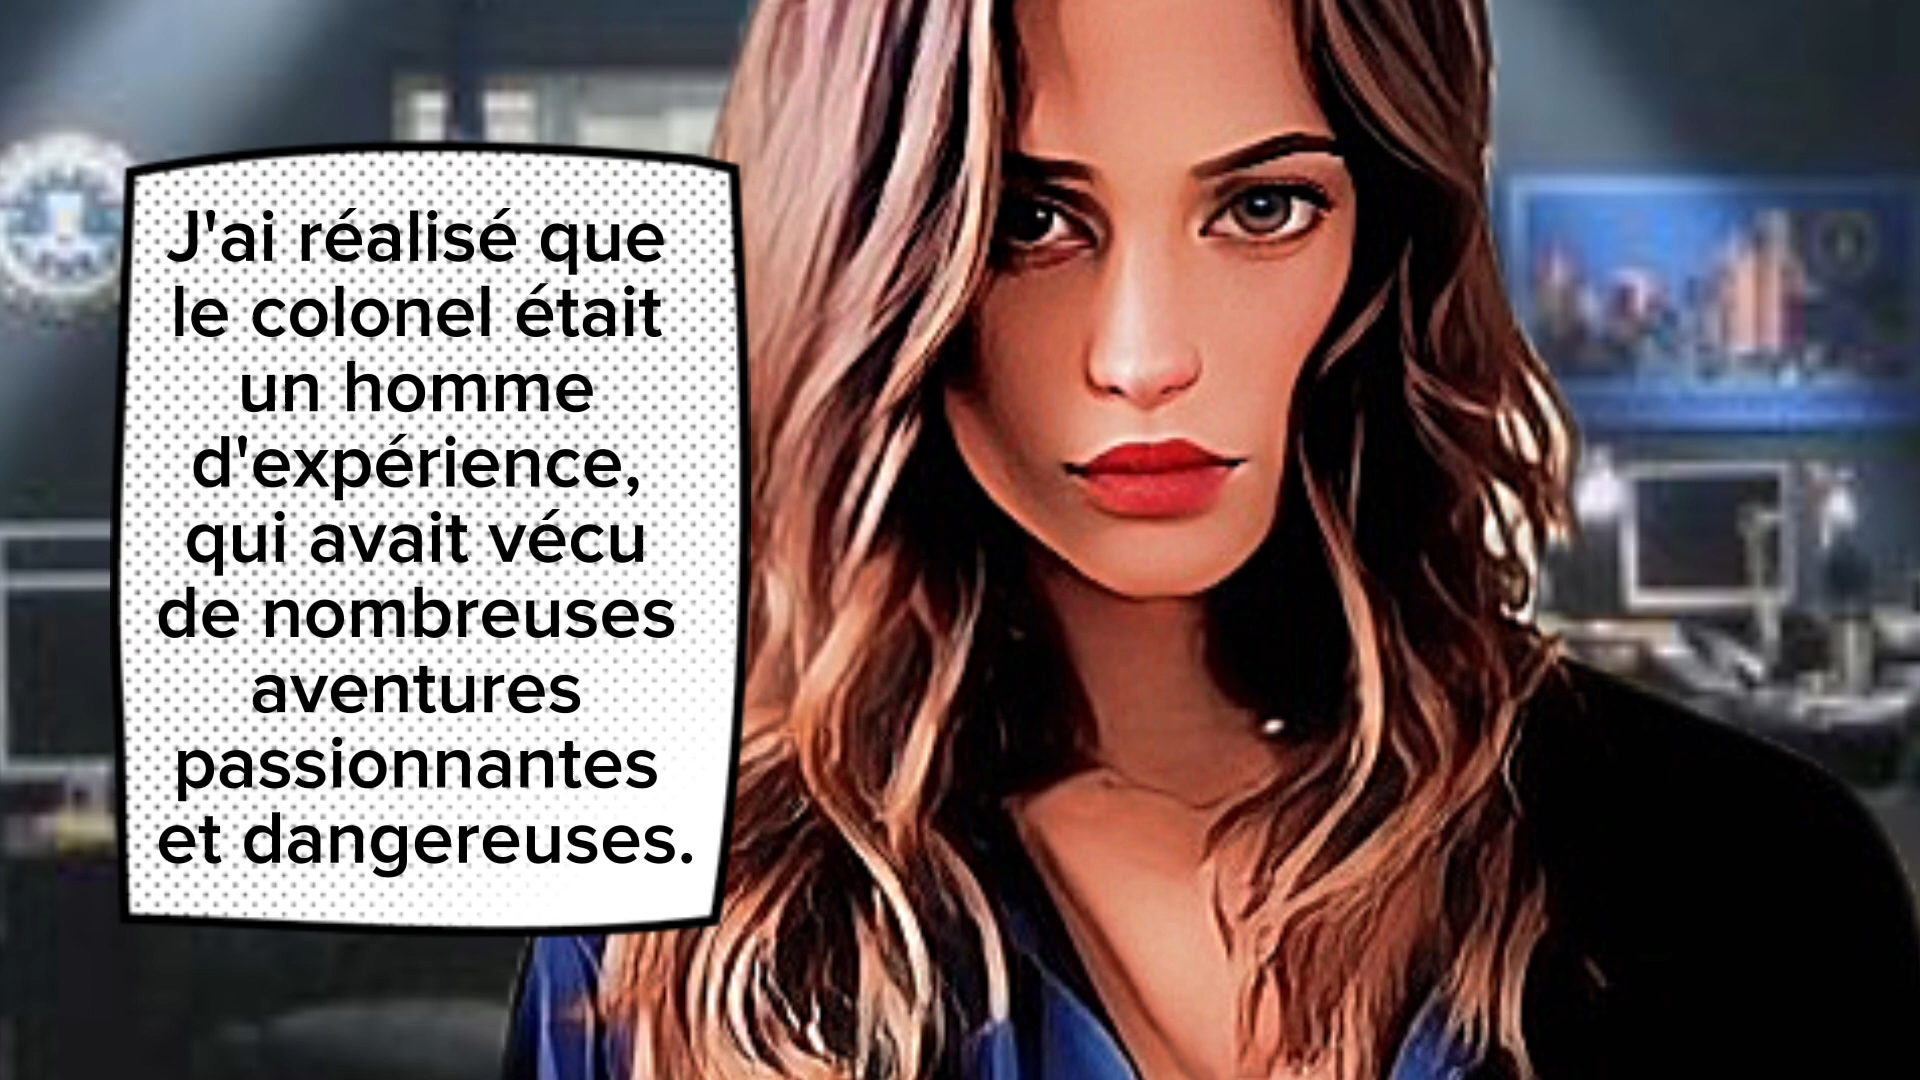 J'ai réalisé que
le colonel était
un homme
d'expérience,
qui avait vécu
de nombreuses
aventures
passionnantes
et dangereuses.